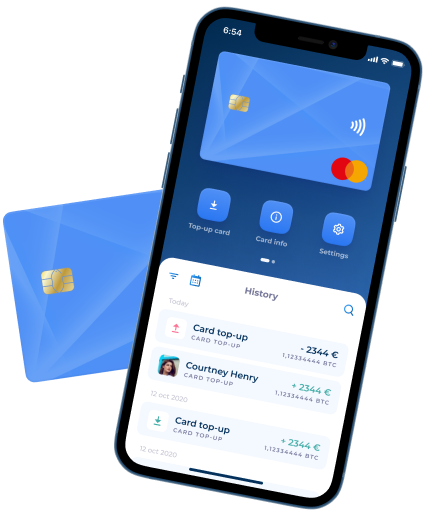 6:54
Top-up card
Card info
Settings
History
Today
Card top-up
CARD TOP-UP
- 2344 €
1,12334444 BTC
Courtney Henry
CARD TOP-UP
+ 2344 €
1,12334444 BTC
12 oct 2020
Card top-up
CARD TOP-UP
+ 2344 €
1,12334444 BTC
12 oct 2020